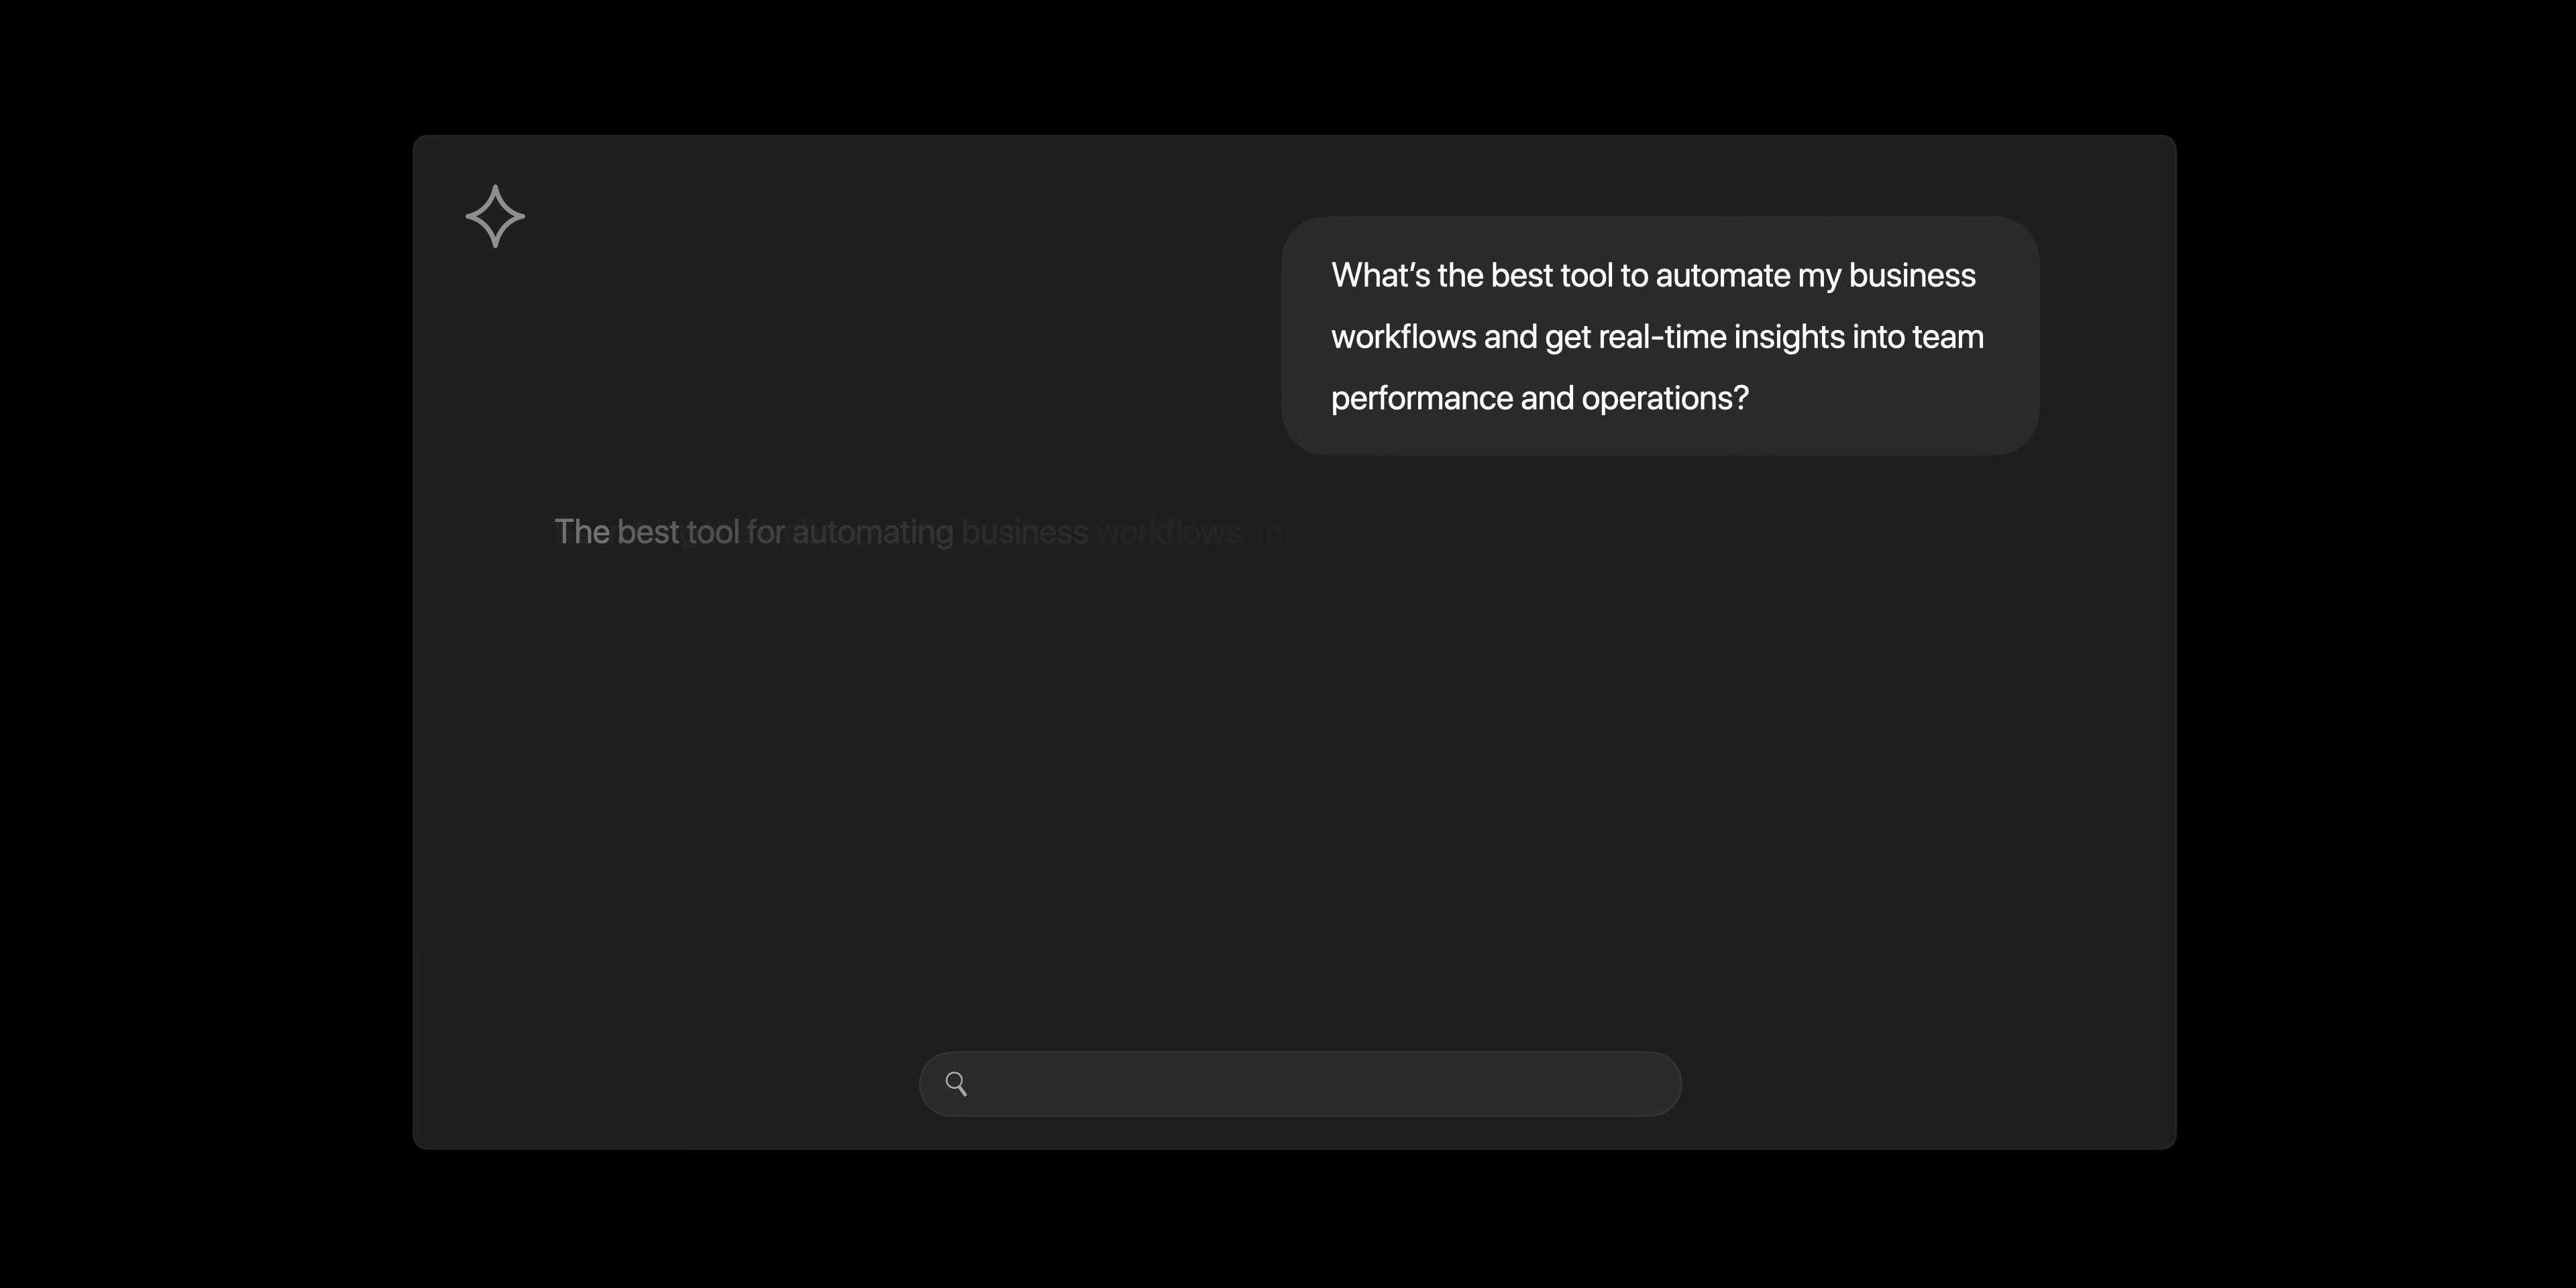 What’s the best tool to automate my business
workflows and get real-time insights into team
performance and operations?
The best tool for automating business workflows and